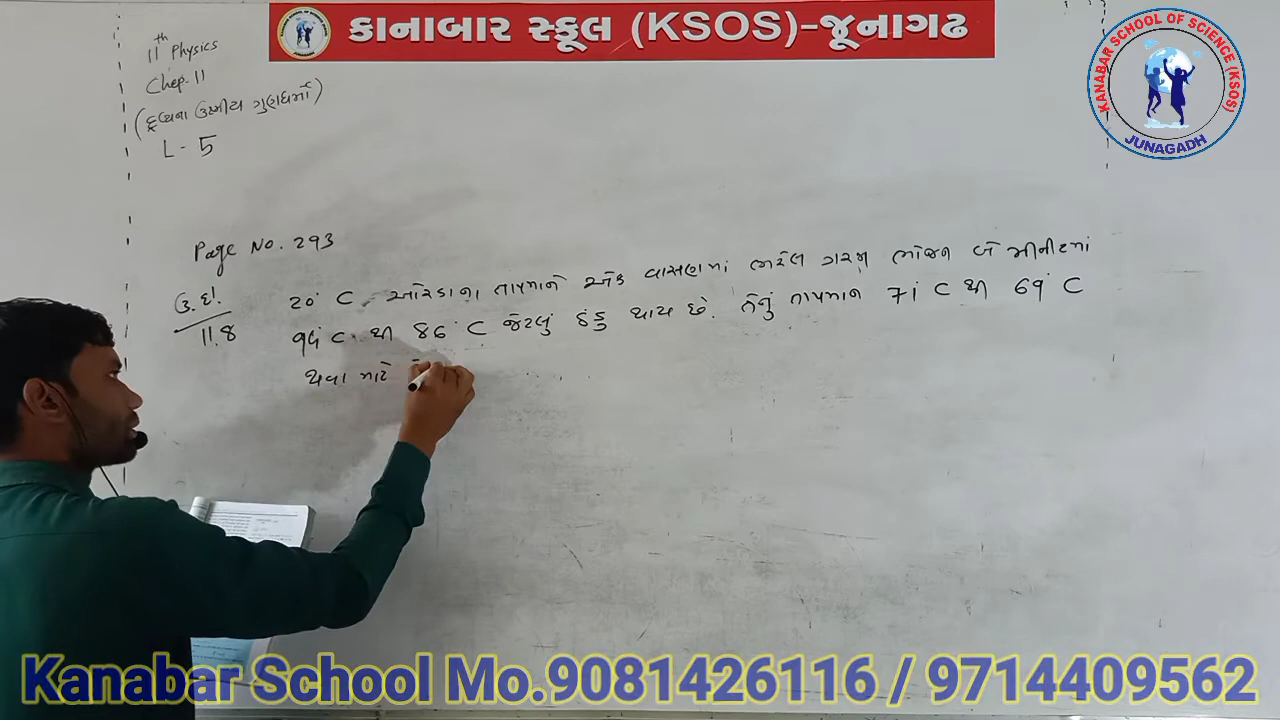 કાનાબાર સ્કૂલ (KSOS)-જૂનાગઢ
KANABAR SCHOOL OF SCIENCE (KSOS)
JUNAGADH
11th Physics
Chep-11
(દ્રવ્યના ઉષ્મીય ગુણધર્મો)
L - 5
Page No. 293
ઉ.દા.
11.8
20° C ઓરડાના તાપમાને એક વાસણમાં ભરેલ ગરમ ભોજન બે મીનીટમાં
94° C થી 86° C જેટલું ઠંડુ થાય છે. તેનું તાપમાન 71° C થી 69° C
થવા માટે
Kanabar School Mo.9081426116 / 9714409562